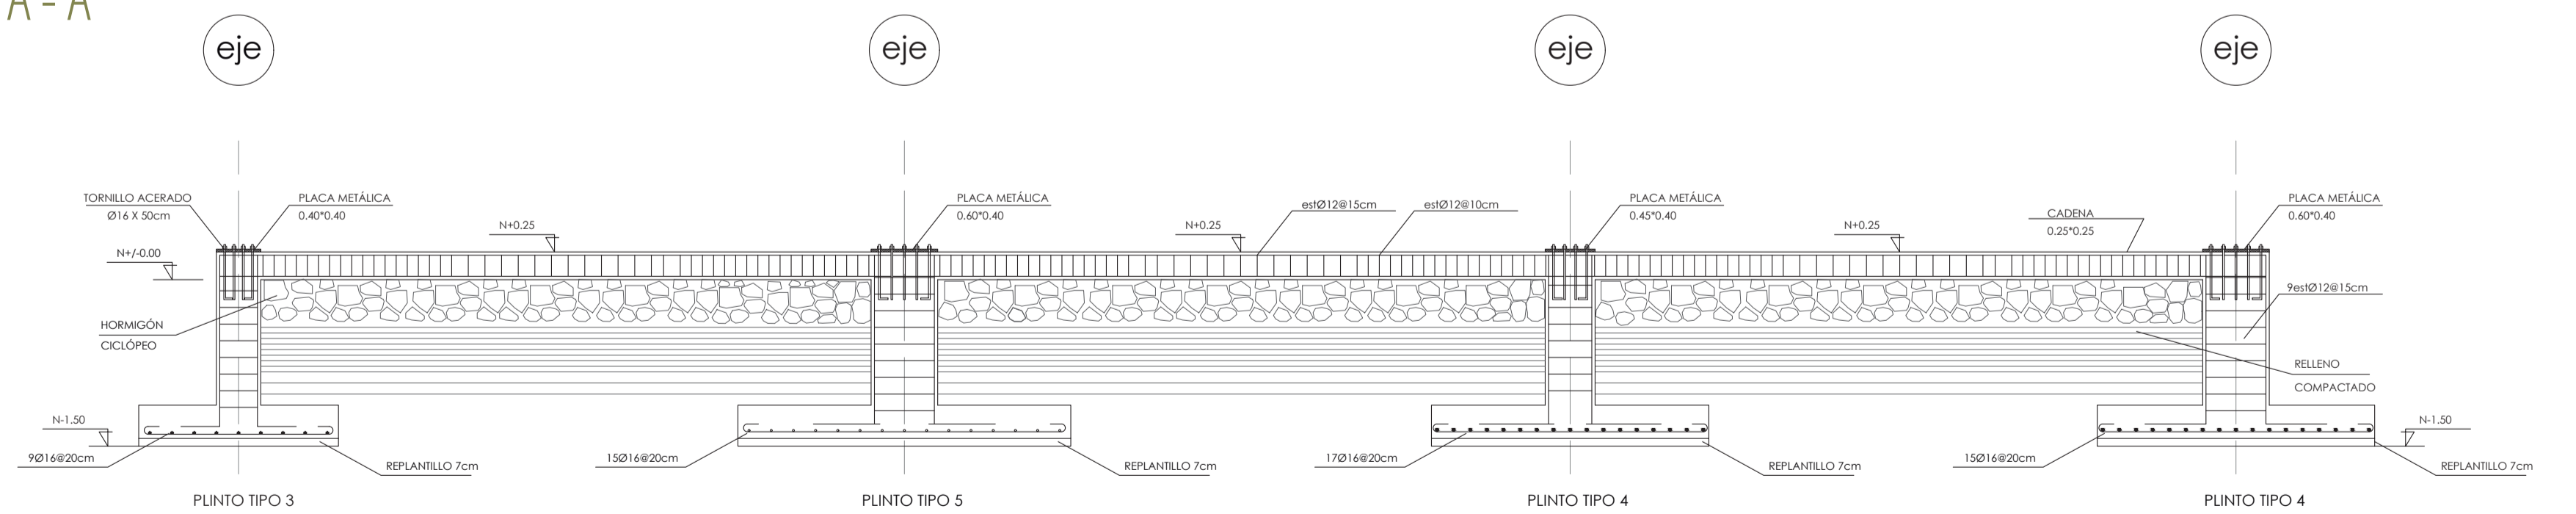 A-A
eje
eje
eje
eje
TORNILLO ACERADO
Ø16 X 50cm
PLACA METÁLICA
0.40*0.40
PLACA METÁLICA
0.60*0.40
estØ12@15cm
estØ12@10cm
PLACA METÁLICA
0.45*0.40
CADENA
0.25*0.25
PLACA METÁLICA
0.60*0.40
N+/-0.00
N+0.25
N+0.25
N+0.25
9estØ12@15cm
HORMIGÓN
CICLÓPEO
RELLENO
COMPACTADO
N-1.50
N-1.50
9Ø16@20cm
REPLANTILLO 7cm
15Ø16@20cm
REPLANTILLO 7cm
17Ø16@20cm
REPLANTILLO 7cm
15Ø16@20cm
REPLANTILLO 7cm
PLINTO TIPO 3
PLINTO TIPO 5
PLINTO TIPO 4
PLINTO TIPO 4